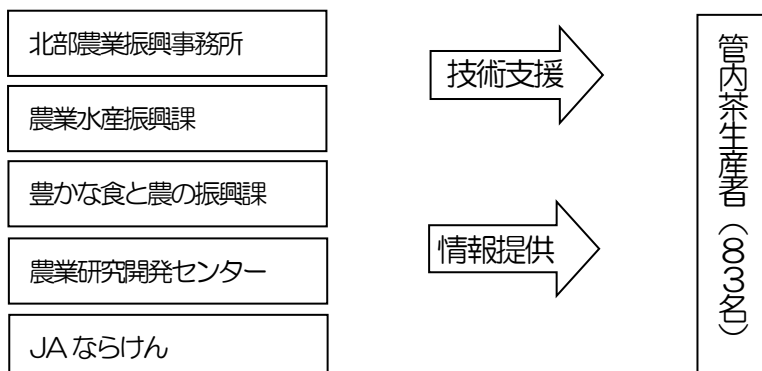 北部農業振興事務所
農業水産振興課
豊かな食と農の振興課
農業研究開発センター
JAならけん
技術支援
情報提供
管内茶生産者（83名）